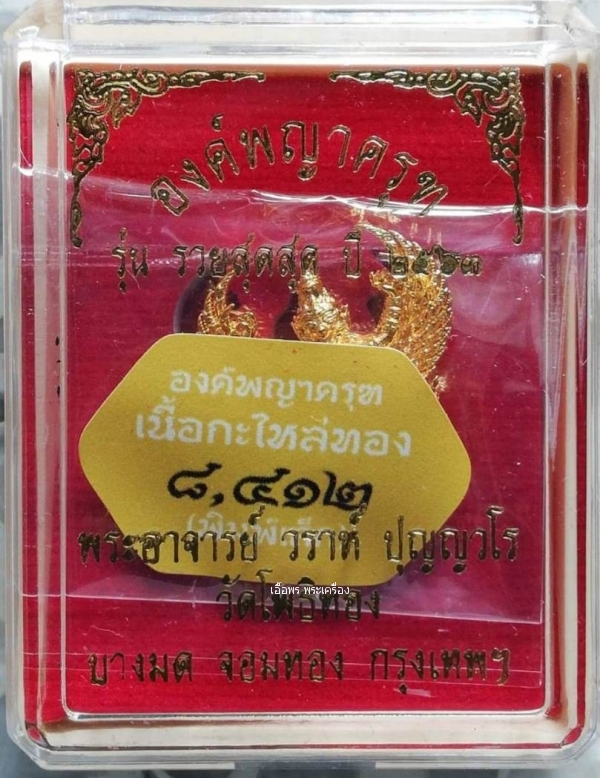 องค์พญาครุฑ
รุ่น รวยสุดสุด ปี ๒๕๖๓
องค์พญาครุฑ
เนื้อกะไหล่ทอง
๘,๔๑๒
พระอาจารย์ วราห์ ปุญญวโร
เอื้อพร พระเครื่อง
วัดโพธิทอง
บางมด จอมทอง กรุงเทพฯ